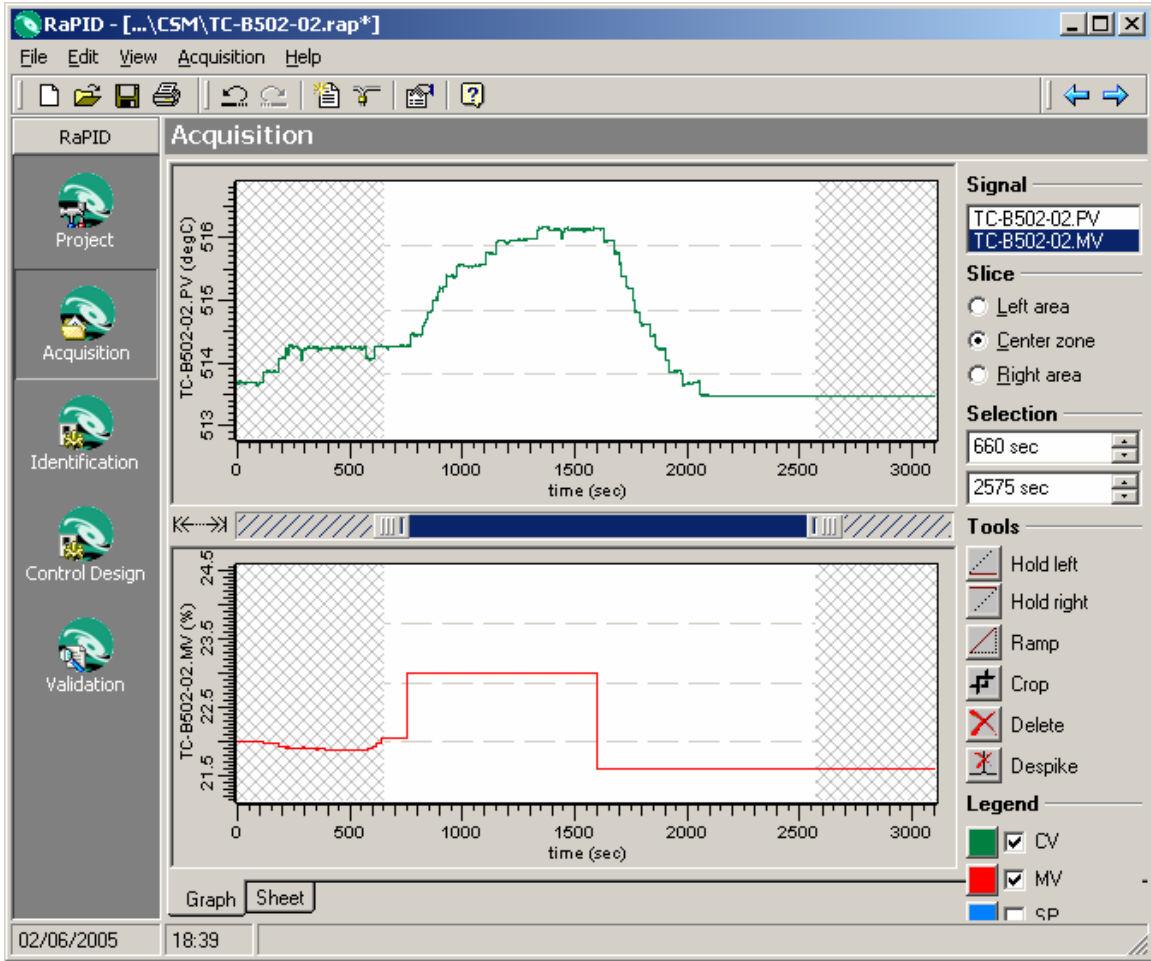 RaPID - [...\CSM\TC-B502-02.rap*]
File Edit View Acquisition Help
RaPID
Acquisition
Project
Acquisition
Identification
Control Design
Validation
TC-B502-02.PV (degC)
516
515
514
513
0 500 1000 1500 2000 2500 3000
time (sec)
TC-B502-02.MV (%)
24.5
23.5
22.5
21.5
0 500 1000 1500 2000 2500 3000
time (sec)
Graph Sheet
Signal
TC-B502-02.PV
TC-B502-02.MV
Slice
Left area
Center zone
Right area
Selection
660 sec
2575 sec
Tools
Hold left
Hold right
Ramp
Crop
Delete
Despike
Legend
CV
MV
SP
02/06/2005 18:39